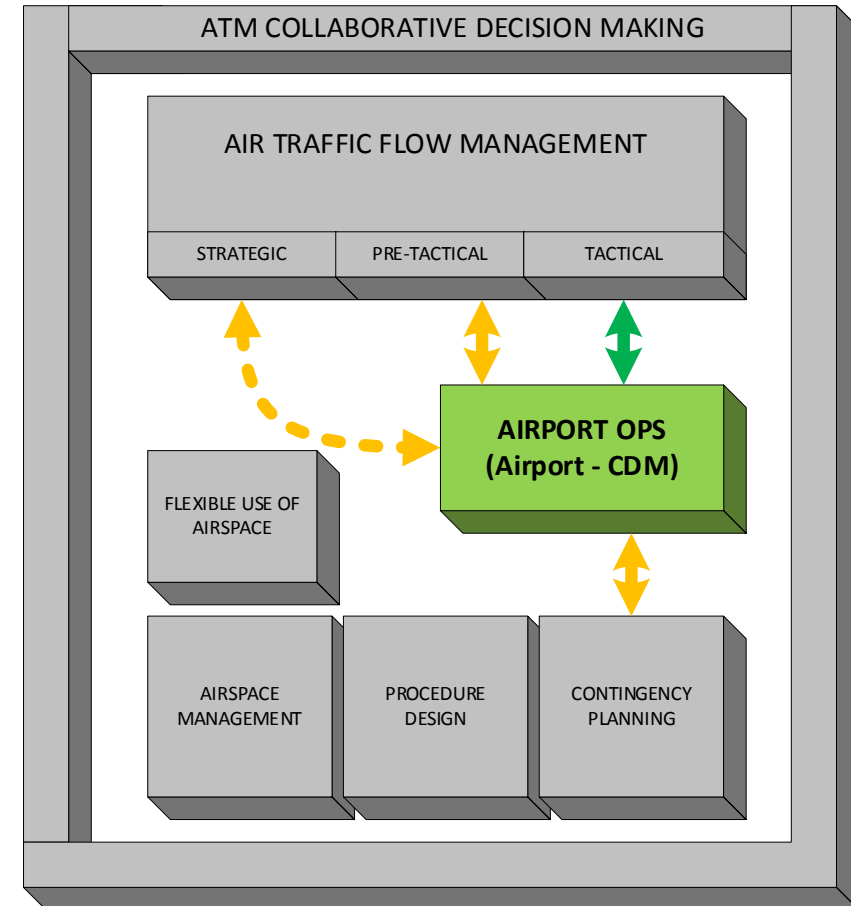 ATM COLLABORATIVE DECISION MAKING
AIR TRAFFIC FLOW MANAGEMENT
STRATEGIC
PRE-TACTICAL
TACTICAL
AIRPORT OPS
(Airport - CDM)
FLEXIBLE USE OF
AIRSPACE
AIRSPACE
MANAGEMENT
PROCEDURE
DESIGN
CONTINGENCY
PLANNING